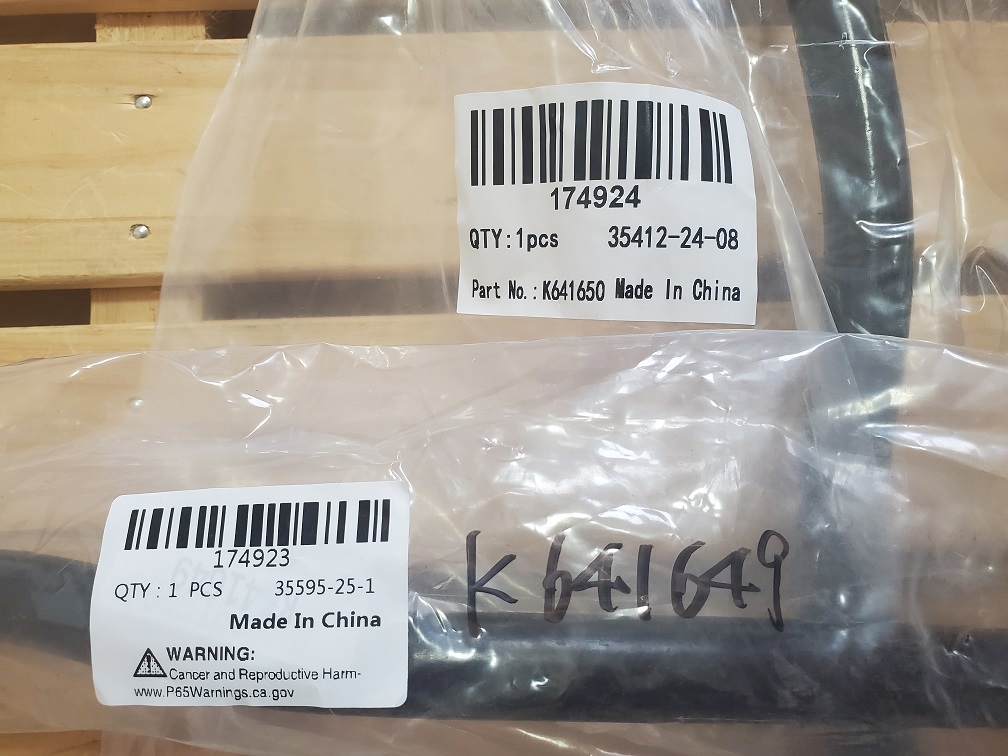 174924
QTY:1pcs 35412-24-08
Part No.:K641650 Made In China
174923
QTY : 1 PCS 35595-25-1
Made In China
WARNING:
Cancer and Reproductive Harm-
www.P65Warnings.ca.gov
K641649